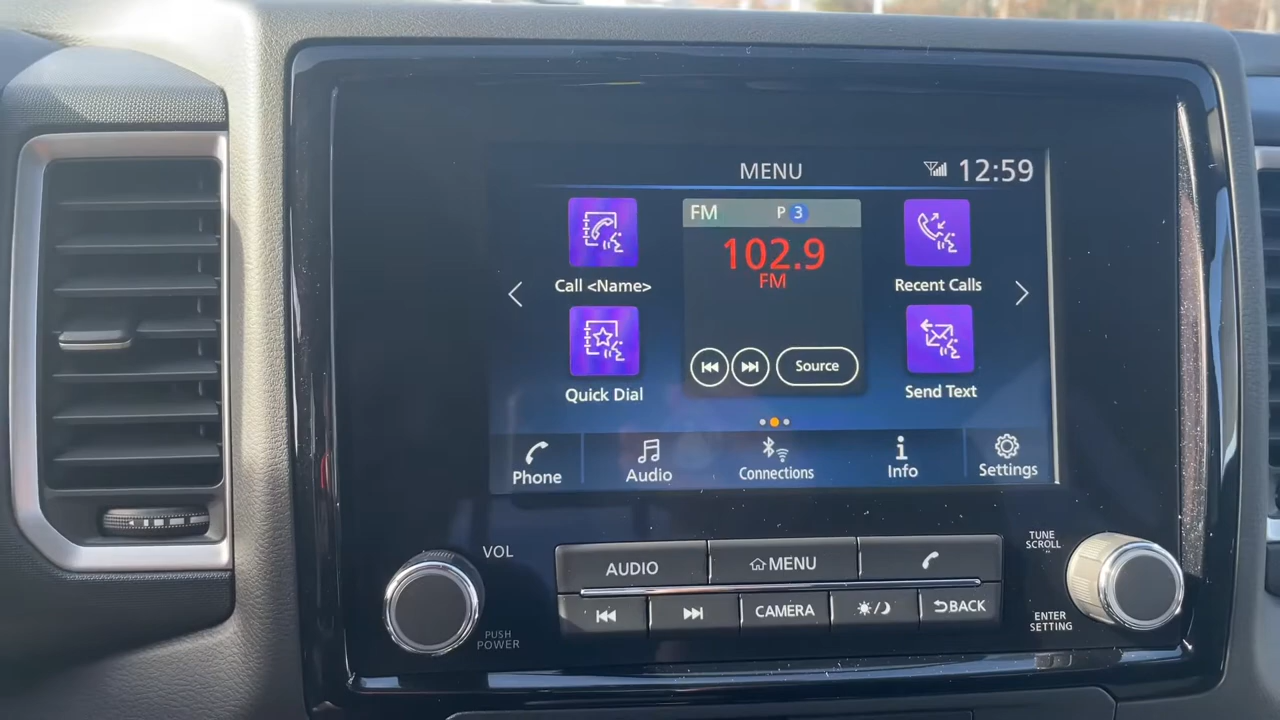 MENU
12:59
FM P 3
102.9
FM
Call <Name>
Recent Calls
Quick Dial
Source
Send Text
Phone
Audio
Connections
Info
Settings
VOL
PUSH
POWER
AUDIO
MENU
CAMERA
BACK
TUNE
SCROLL
ENTER
SETTING